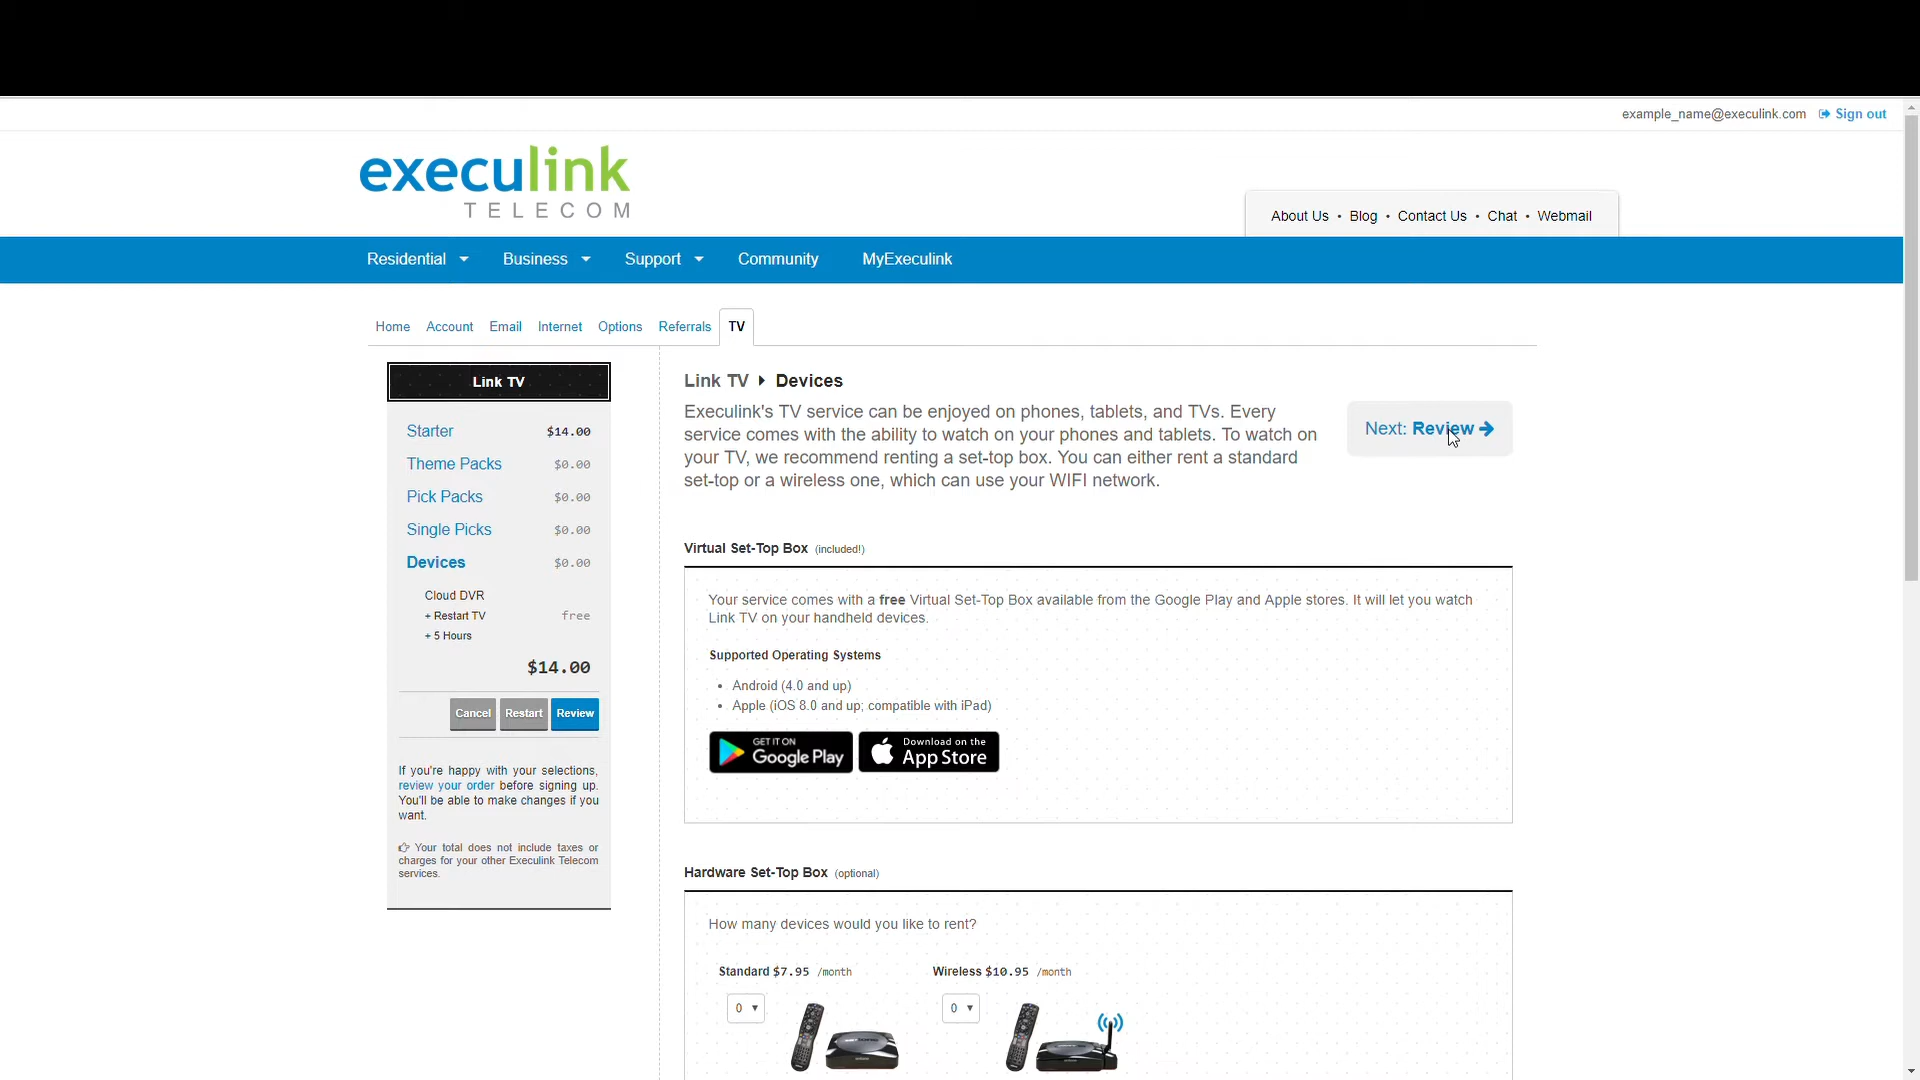 example_name@execulink.com Sign out
execulink
TELECOM
About Us • Blog • Contact Us • Chat • Webmail
Residential Business Support Community MyExeculink
Home Account Email Internet Options Referrals TV
Link TV
Starter $14.00
Theme Packs $0.00
Pick Packs $0.00
Single Picks $0.00
Devices $0.00
Cloud DVR
+ Restart TV free
+ 5 Hours
$14.00
Cancel Restart Review
If you're happy with your selections,
review your order before signing up.
You'll be able to make changes if you
want.
Your total does not include taxes or
charges for your other Execulink Telecom
services.
Link TV Devices
Execulink's TV service can be enjoyed on phones, tablets, and TVs. Every
service comes with the ability to watch on your phones and tablets. To watch on
your TV, we recommend renting a set-top box. You can either rent a standard
set-top or a wireless one, which can use your WIFI network.
Next: Review
Virtual Set-Top Box (included!)
Your service comes with a free Virtual Set-Top Box available from the Google Play and Apple stores. It will let you watch
Link TV on your handheld devices.
Supported Operating Systems
• Android (4.0 and up)
• Apple (iOS 8.0 and up; compatible with iPad)
GET IT ON
Google Play
Download on the
App Store
Hardware Set-Top Box (optional)
How many devices would you like to rent?
Standard $7.95 /month Wireless $10.95 /month
0 0